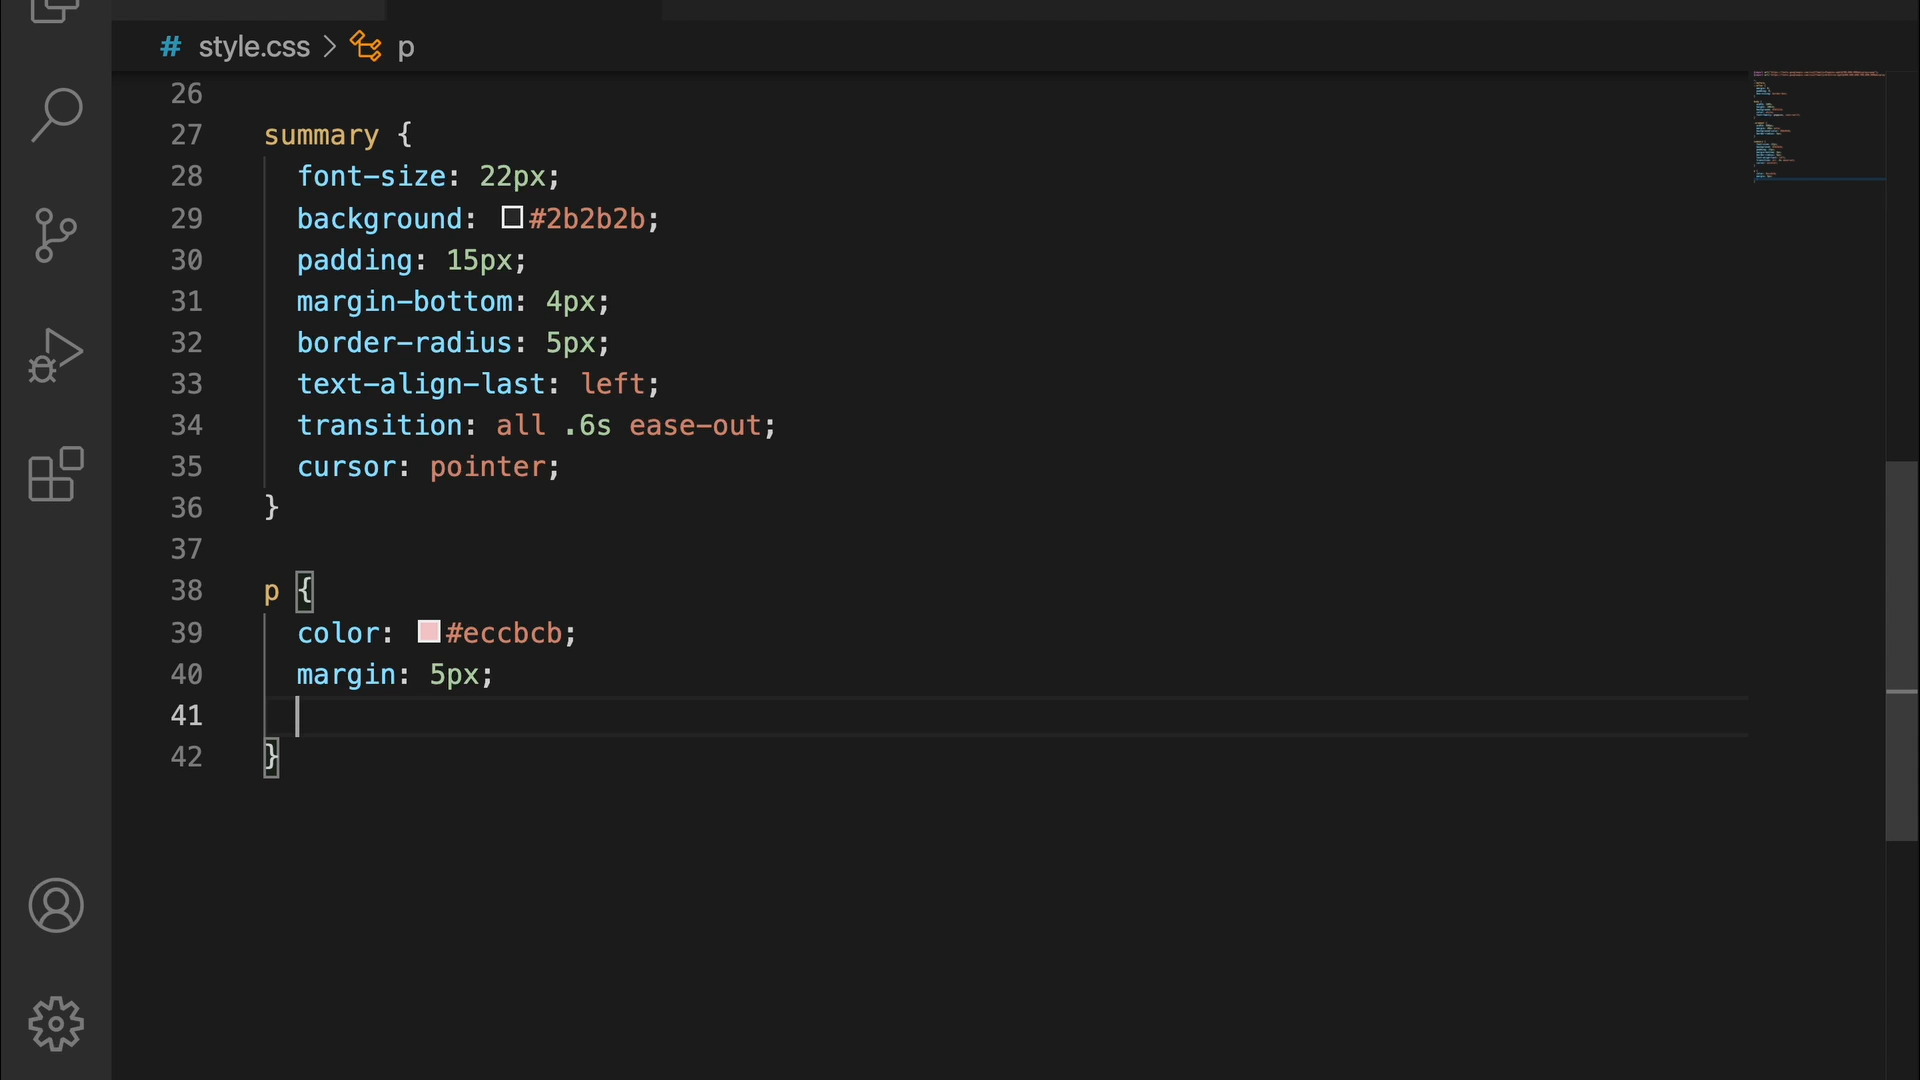 # style.css > p
26
27 summary {
28 font-size: 22px;
29 background: #2b2b2b;
30 padding: 15px;
31 margin-bottom: 4px;
32 border-radius: 5px;
33 text-align-last: left;
34 transition: all .6s ease-out;
35 cursor: pointer;
36 }
37
38 p {
39 color: #eccbcb;
40 margin: 5px;
41
42 }